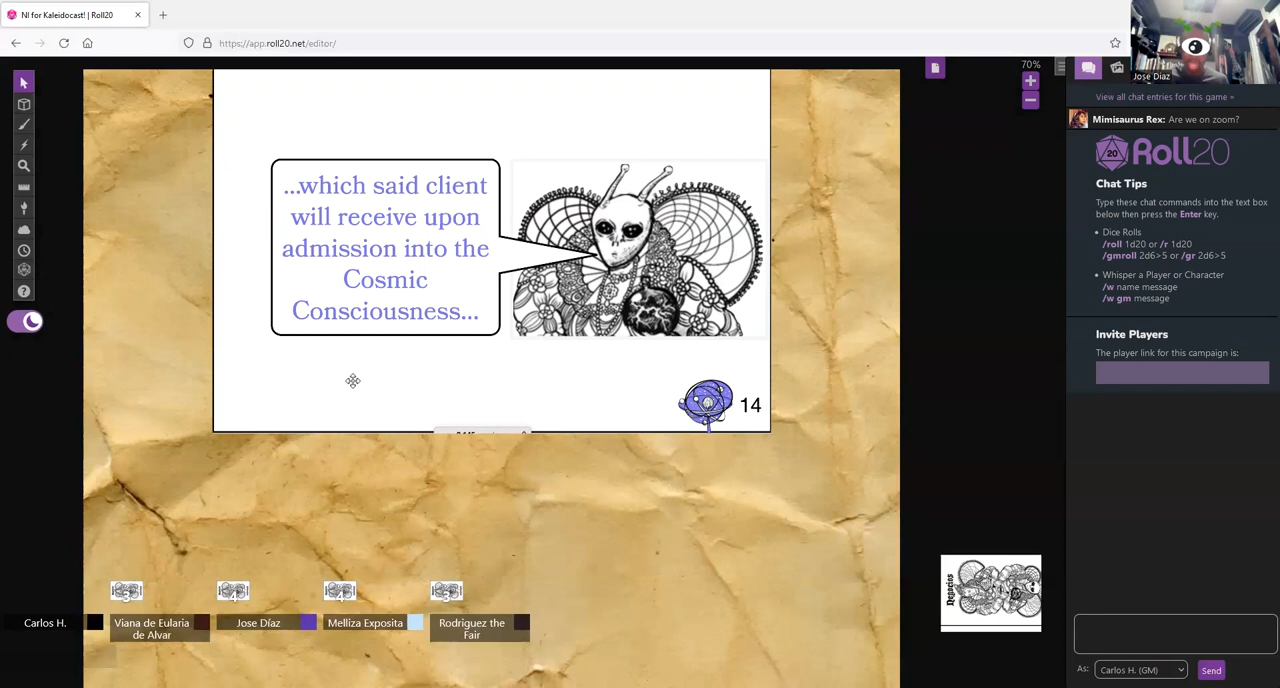 NI for Kaleidocast! | Roll20
https://app.roll20.net/editor/
Jose Diaz
70%
View all chat entries for this game »
Mimisaurus Rex: Are we on zoom?
20
Roll20
Chat Tips
Type these chat commands into the text box
below then press the Enter key.
• Dice Rolls
/roll 1d20 or /r 1d20
/gmroll 2d6>5 or /gr 2d6>5
• Whisper a Player or Character
/w name message
/w gm message
Invite Players
The player link for this campaign is:
...which said client
will receive upon
admission into the
Cosmic
Consciousness...
14
Negocios
Carlos H.
Viana de Eularia
de Alvar
Jose Díaz
Melliza Exposita
Rodriguez the
Fair
As:
Carlos H. (GM)
Send